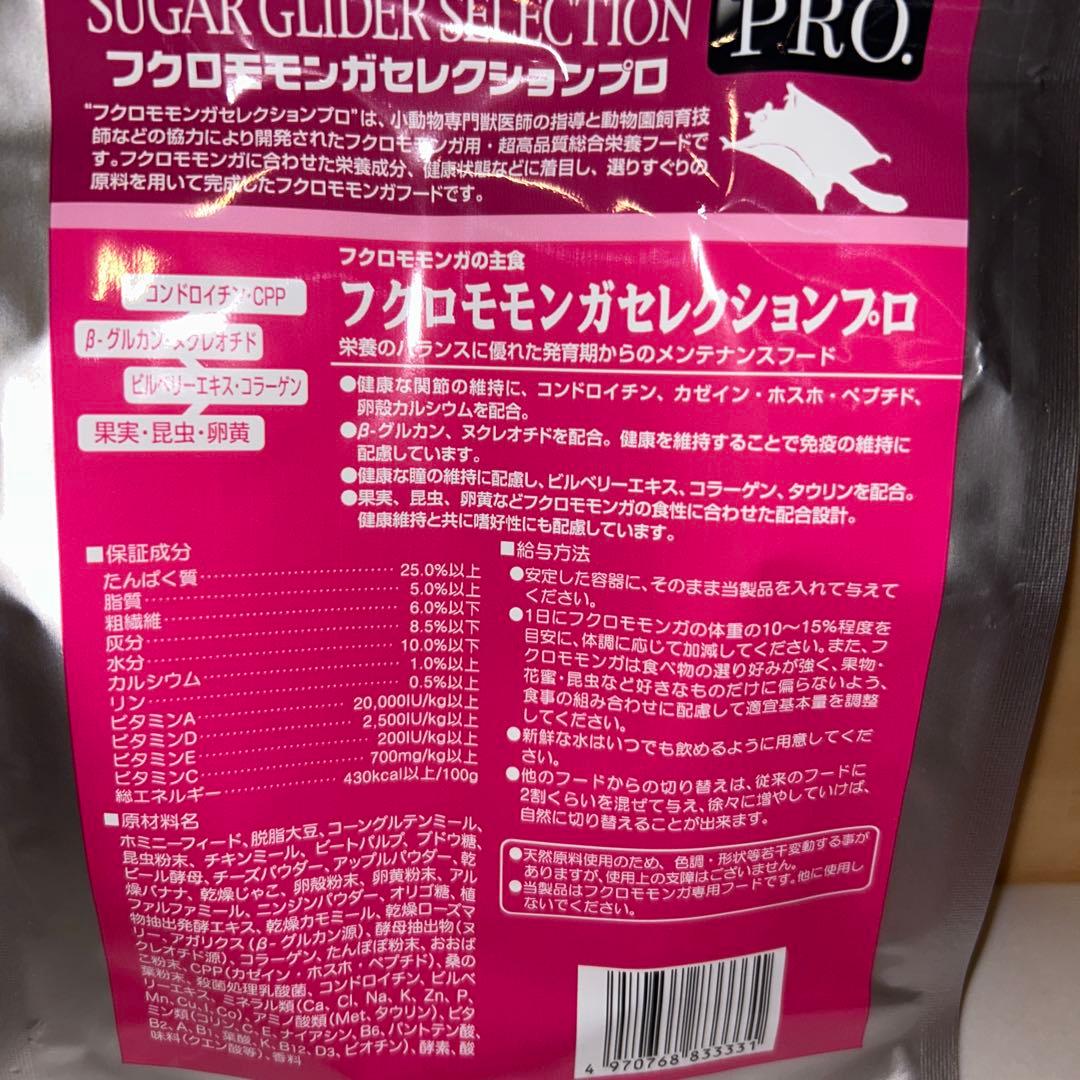 SUGAR GLIDER SELECTION
PRO.
フクロモモンガセレクションプロ
"フクロモモンガセレクションプロ"は、小動物専門獣医師の指導と動物園飼育技
師などの協力により開発されたフクロモモンガ用・超高品質総合栄養フードで
す。フクロモモンガに合わせた栄養成分、健康状態などに着目し、選りすぐりの
原料を用いて完成したフクロモモンガフードです。
コンドロイチン・CPP
β-グルカン・ヌクレオチド
ビルベリーエキス・コラーゲン
果実・昆虫・卵黄
フクロモモンガの主食
フクロモモンガセレクションプロ
栄養のバランスに優れた発育期からのメンテナンスフード
●健康な関節の維持に、コンドロイチン、カゼイン・ホスホ・ペプチド、
卵殻カルシウムを配合。
●β-グルカン、ヌクレオチドを配合。健康を維持することで免疫の維持に
配慮しています。
●健康な瞳の維持に配慮し、ビルベリーエキス、コラーゲン、タウリンを配合。
●果実、昆虫、卵黄などフクロモモンガの食性に合わせた配合設計。
健康維持と共に嗜好性にも配慮しています。
■保証成分
たんぱく質 25.0%以上
脂質 5.0%以上
粗繊維 6.0%以下
灰分 8.5%以下
水分 10.0%以下
カルシウム 1.0%以上
リン 0.5%以上
ビタミンA 20,000IU/kg以上
ビタミンD 2,500IU/kg以上
ビタミンE 200IU/kg以上
ビタミンC 700mg/kg以上
総エネルギー 430kcal以上/100g
■原材料名
ホミニーフィード、脱脂大豆、コーングルテンミール、
昆虫粉末、チキンミール、ビートパルプ、ブドウ糖、
ビール酵母、チーズパウダー、アップルパウダー、乾
燥バナナ、乾燥じゃこ、卵殻粉末、卵黄粉末、アル
ファルファミール、ニンジンパウダー、オリゴ糖、植
物抽出発酵エキス、乾燥カモミール、乾燥ローズマ
リー、アガリクス(β-グルカン源)、酵母抽出物(ヌ
クレオチド源)、コラーゲン、たんぽぽ粉末、おおば
こ粉末、CPP(カゼイン・ホスホ・ペプチド)、桑の
葉粉末、殺菌処理乳酸菌、コンドロイチン、ビルベ
リーエキス、ミネラル類(Ca、Cl、Na、K、Zn、P、
Mn、Cu、I、Co)、アミノ酸類(Met、タウリン)、ビタ
ミン類(コリン、C、E、ナイアシン、B6、パントテン酸、
B2、A、B1、葉酸、K、B12、D3、ビオチン)、酵素、酸
味料(クエン酸等)、香料
■給与方法
●安定した容器に、そのまま当製品を入れて与えて
ください。
●1日にフクロモモンガの体重の10〜15%程度を
目安に、体調に応じて加減してください。また、フ
クロモモンガは食べ物の選り好みが強く、果物・
花蜜・昆虫など好きなものだけに偏らないよう、
食事の組み合わせに配慮して適宜基本量を調整
してください。
●新鮮な水はいつでも飲めるように用意してくだ
さい。
●他のフードからの切り替えは、従来のフードに
2割くらいを混ぜて与え、徐々に増やしていけば、
自然に切り替えることが出来ます。
●天然原料使用のため、色調・形状等若干変動する事が
ありますが、使用上の支障はございません。
●当製品はフクロモモンガ専用フードです。他に使用し
ないでください。
4 970768 833331